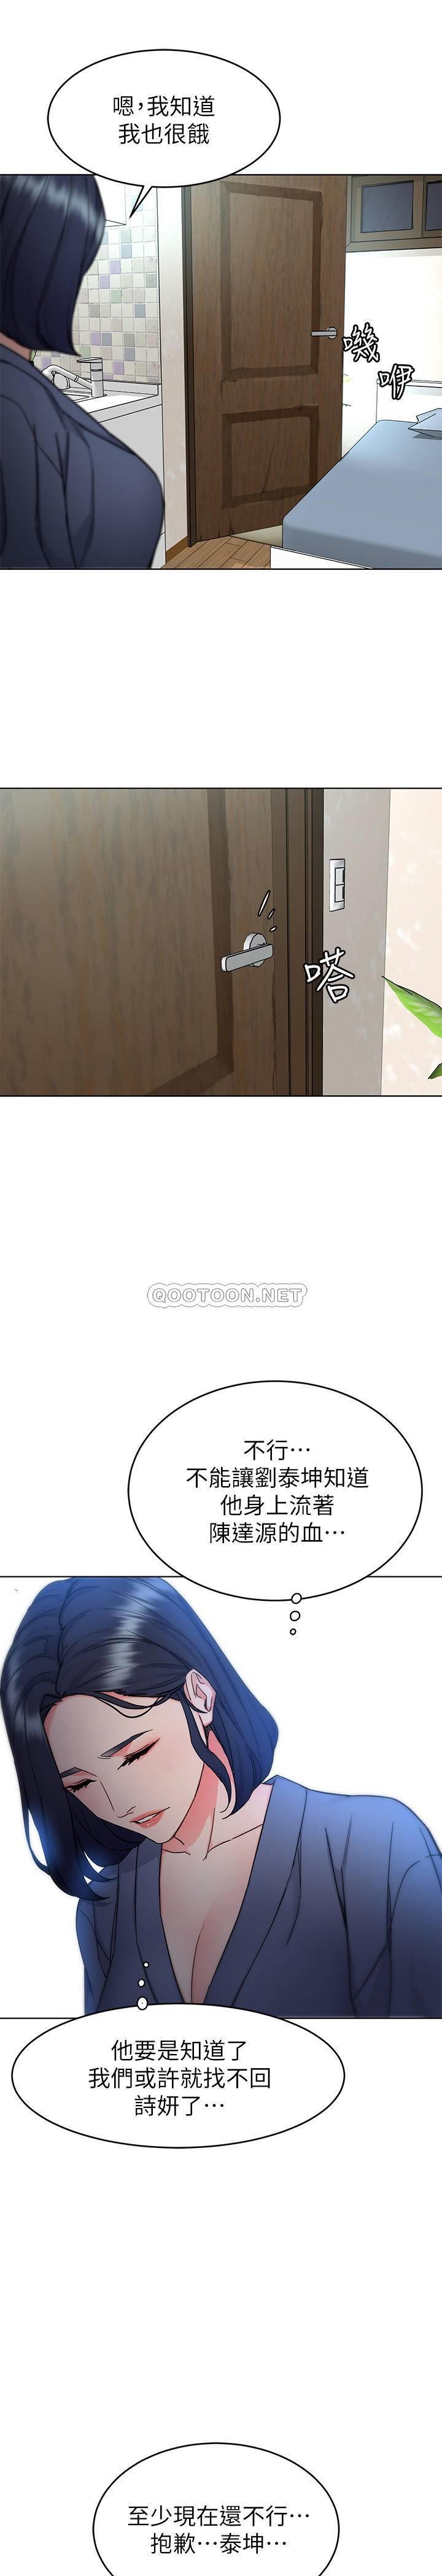 嗯，我知道
我也很餓
嘰
咿
嗒
QOOTOON.NET
不行…
不能讓劉泰坤知道
他身上流著
陳達源的血…
他要是知道了
我們或許就找不回
詩妍了…
至少現在還不行…
抱歉…泰坤…